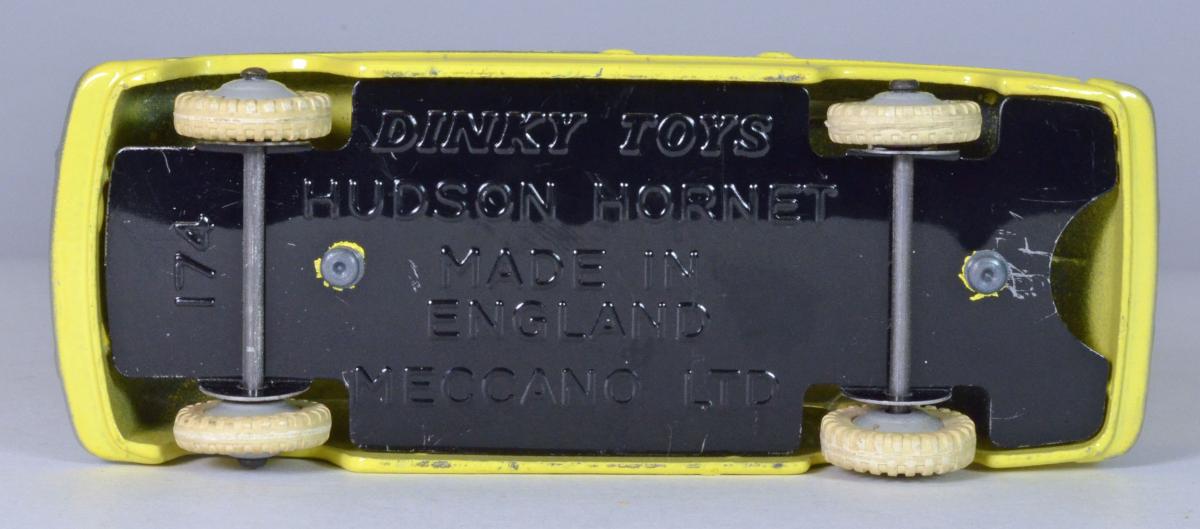 DINKY TOYS
HUDSON HORNET
MADE IN
ENGLAND
MECCANO LTD
174